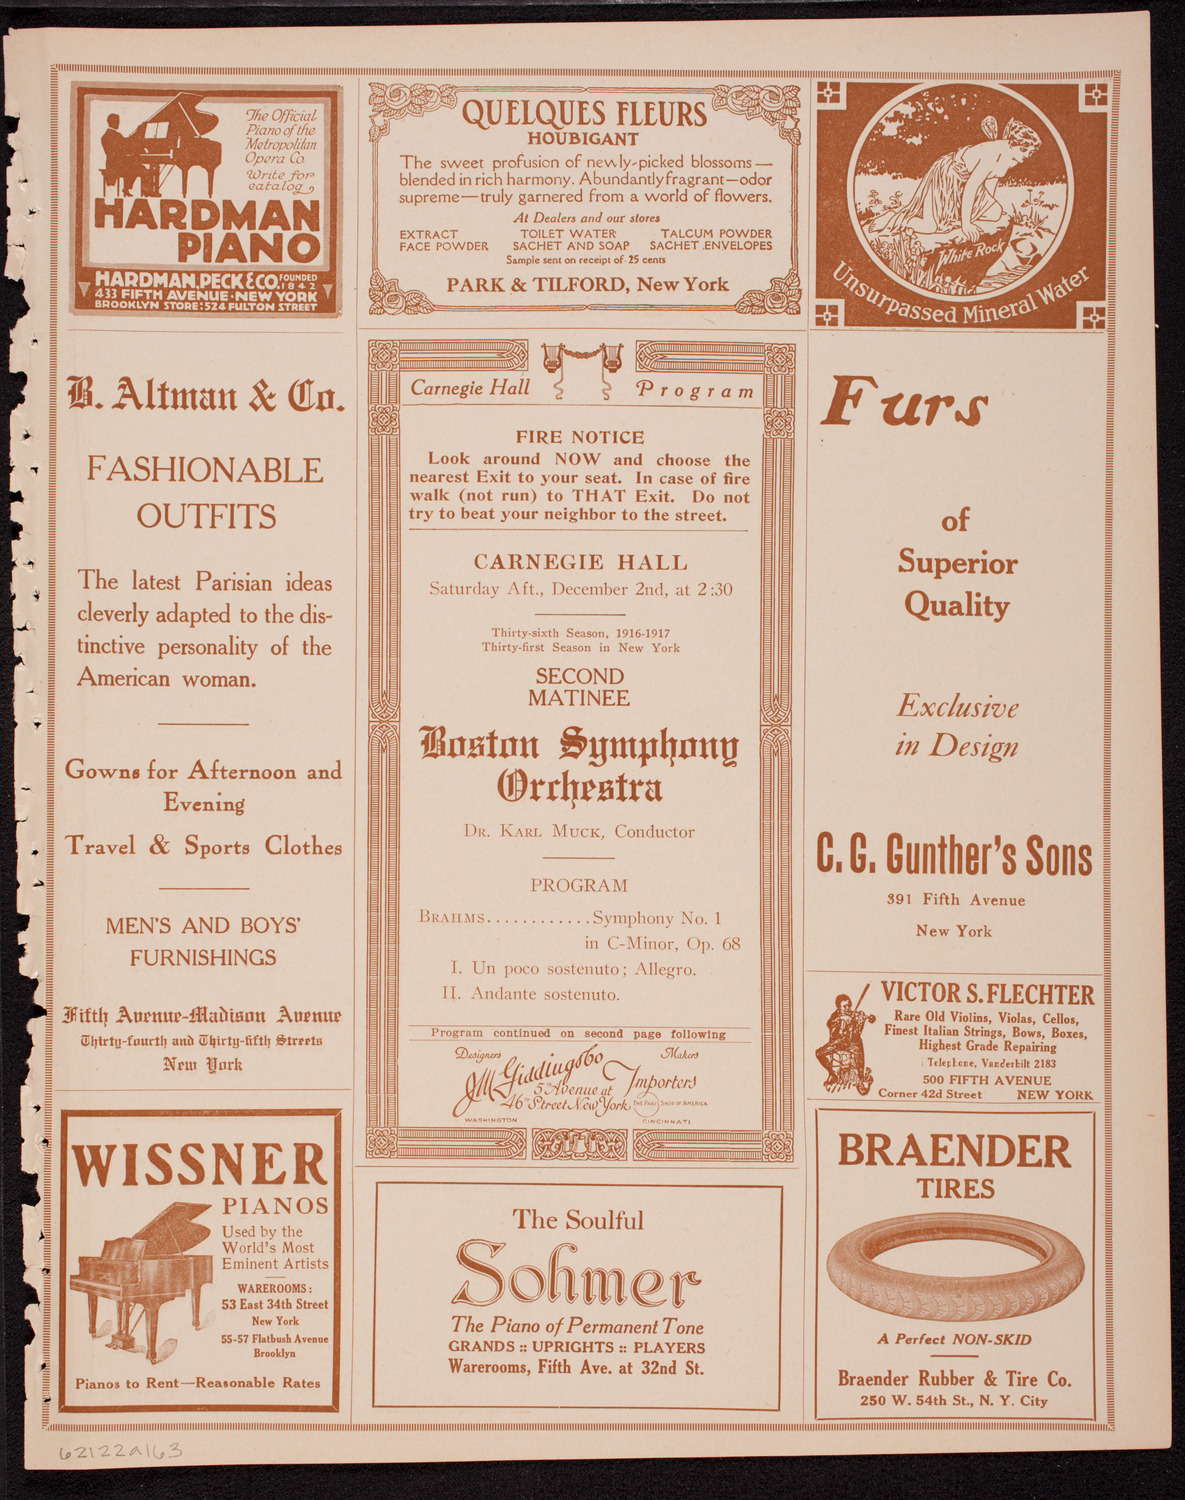 The Official
Piano of the
Metropolitan
Opera Co.
Write for
catalog
HARDMAN
PIANO
HARDMAN, PECK & CO. FOUNDED 1842
433 FIFTH AVENUE · NEW YORK
BROOKLYN STORE: 524 FULTON STREET
B. Altman & Co.
FASHIONABLE
OUTFITS
The latest Parisian ideas
cleverly adapted to the dis-
tinctive personality of the
American woman.
Gowns for Afternoon and
Evening
Travel & Sports Clothes
MEN'S AND BOYS'
FURNISHINGS
Fifth Avenue-Madison Avenue
Thirty-fourth and Thirty-fifth Streets
New York
WISSNER
PIANOS
Used by the
World's Most
Eminent Artists
WAREROOMS:
53 East 34th Street
New York
55-57 Flatbush Avenue
Brooklyn
Pianos to Rent—Reasonable Rates
QUELQUES FLEURS
HOUBIGANT
The sweet profusion of newly-picked blossoms—
blended in rich harmony. Abundantly fragrant—odor
supreme—truly garnered from a world of flowers.
At Dealers and our stores
EXTRACT TOILET WATER TALCUM POWDER
FACE POWDER SACHET AND SOAP SACHET ENVELOPES
Sample sent on receipt of 25 cents
PARK & TILFORD, New York
Carnegie Hall Program
FIRE NOTICE
Look around NOW and choose the
nearest Exit to your seat. In case of fire
walk (not run) to THAT Exit. Do not
try to beat your neighbor to the street.
CARNEGIE HALL
Saturday Aft., December 2nd, at 2:30
Thirty-sixth Season, 1916-1917
Thirty-first Season in New York
SECOND
MATINEE
Boston Symphony
Orchestra
DR. KARL MUCK, Conductor
PROGRAM
BRAHMS............Symphony No. 1
in C-Minor, Op. 68
I. Un poco sostenuto; Allegro.
II. Andante sostenuto.
Program continued on second page following
Designers Makers
J.M. Gidding & Co
5th Avenue at Importers
46th Street New York THE PARIS SHOP OF AMERICA
WASHINGTON CINCINNATI
The Soulful
Sohmer
The Piano of Permanent Tone
GRANDS :: UPRIGHTS :: PLAYERS
Warerooms, Fifth Ave. at 32nd St.
White Rock
Unsurpassed Mineral Water
Furs
of
Superior
Quality
Exclusive
in Design
C. G. Gunther's Sons
391 Fifth Avenue
New York
VICTOR S. FLECHTER
Rare Old Violins, Violas, Cellos,
Finest Italian Strings, Bows, Boxes,
Highest Grade Repairing
Telephone, Vanderbilt 2183
500 FIFTH AVENUE
Corner 42d Street NEW YORK
BRAENDER
TIRES
A Perfect NON-SKID
Braender Rubber & Tire Co.
250 W. 54th St., N. Y. City
62122a163